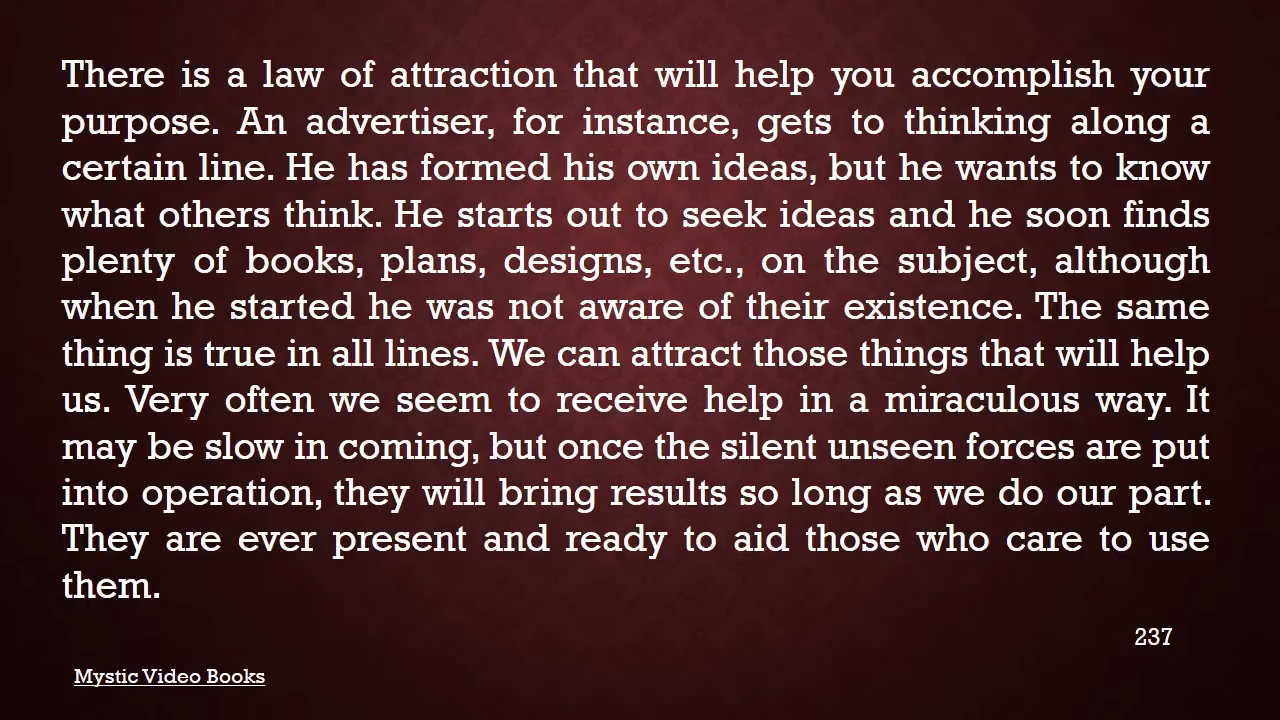 There is a law of attraction that will help you accomplish your
purpose. An advertiser, for instance, gets to thinking along a
certain line. He has formed his own ideas, but he wants to know
what others think. He starts out to seek ideas and he soon finds
plenty of books, plans, designs, etc., on the subject, although
when he started he was not aware of their existence. The same
thing is true in all lines. We can attract those things that will help
us. Very often we seem to receive help in a miraculous way. It
may be slow in coming, but once the silent unseen forces are put
into operation, they will bring results so long as we do our part.
They are ever present and ready to aid those who care to use
them.
237
Mystic Video Books